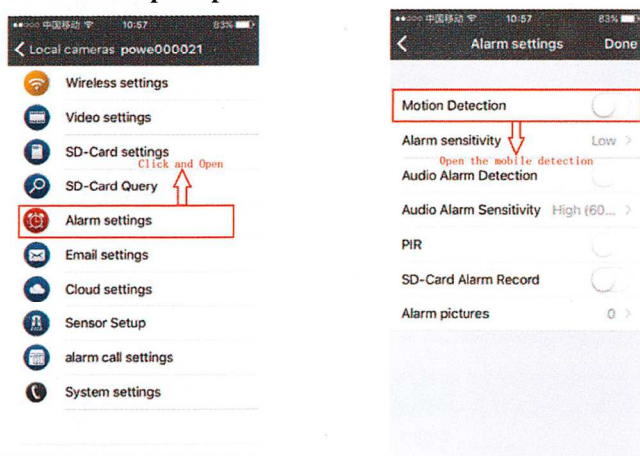 中国移动 10:57 83%
Local cameras powe000021
Wireless settings
Video settings
SD-Card settings
Click and Open
SD-Card Query
Alarm settings
Email settings
Cloud settings
Sensor Setup
alarm call settings
System settings
中国移动 10:57 83%
Alarm settings Done
Motion Detection
Alarm sensitivity Low
Open the mobile detection
Audio Alarm Detection
Audio Alarm Sensitivity High (60...
PIR
SD-Card Alarm Record
Alarm pictures 0